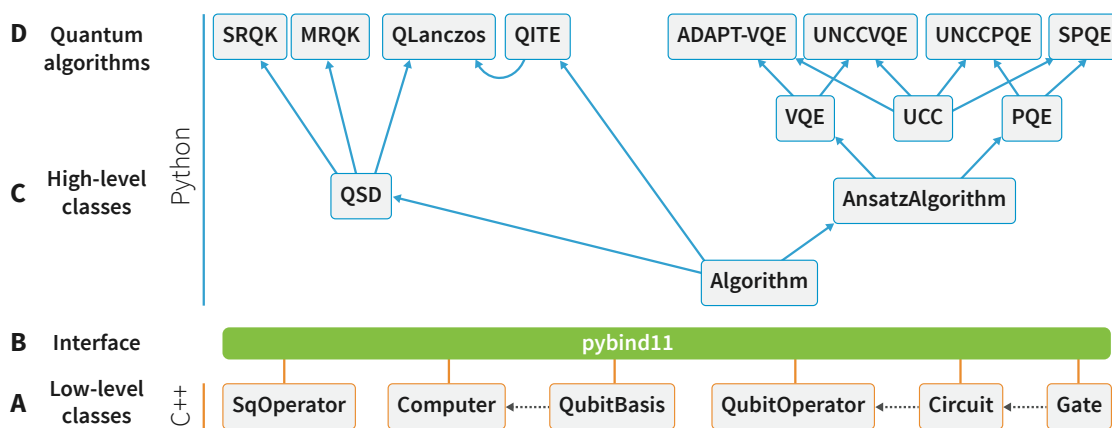 D
Quantum
algorithms
SRQK
MRQK
QLanczos
QITE
ADAPT-VQE
UNCCVQE
UNCCPQE
SPQE
VQE
UCC
PQE
Python
C
High-level
classes
QSD
AnsatzAlgorithm
Algorithm
B
Interface
pybind11
A
Low-level
classes
C++
SqOperator
Computer
QubitBasis
QubitOperator
Circuit
Gate